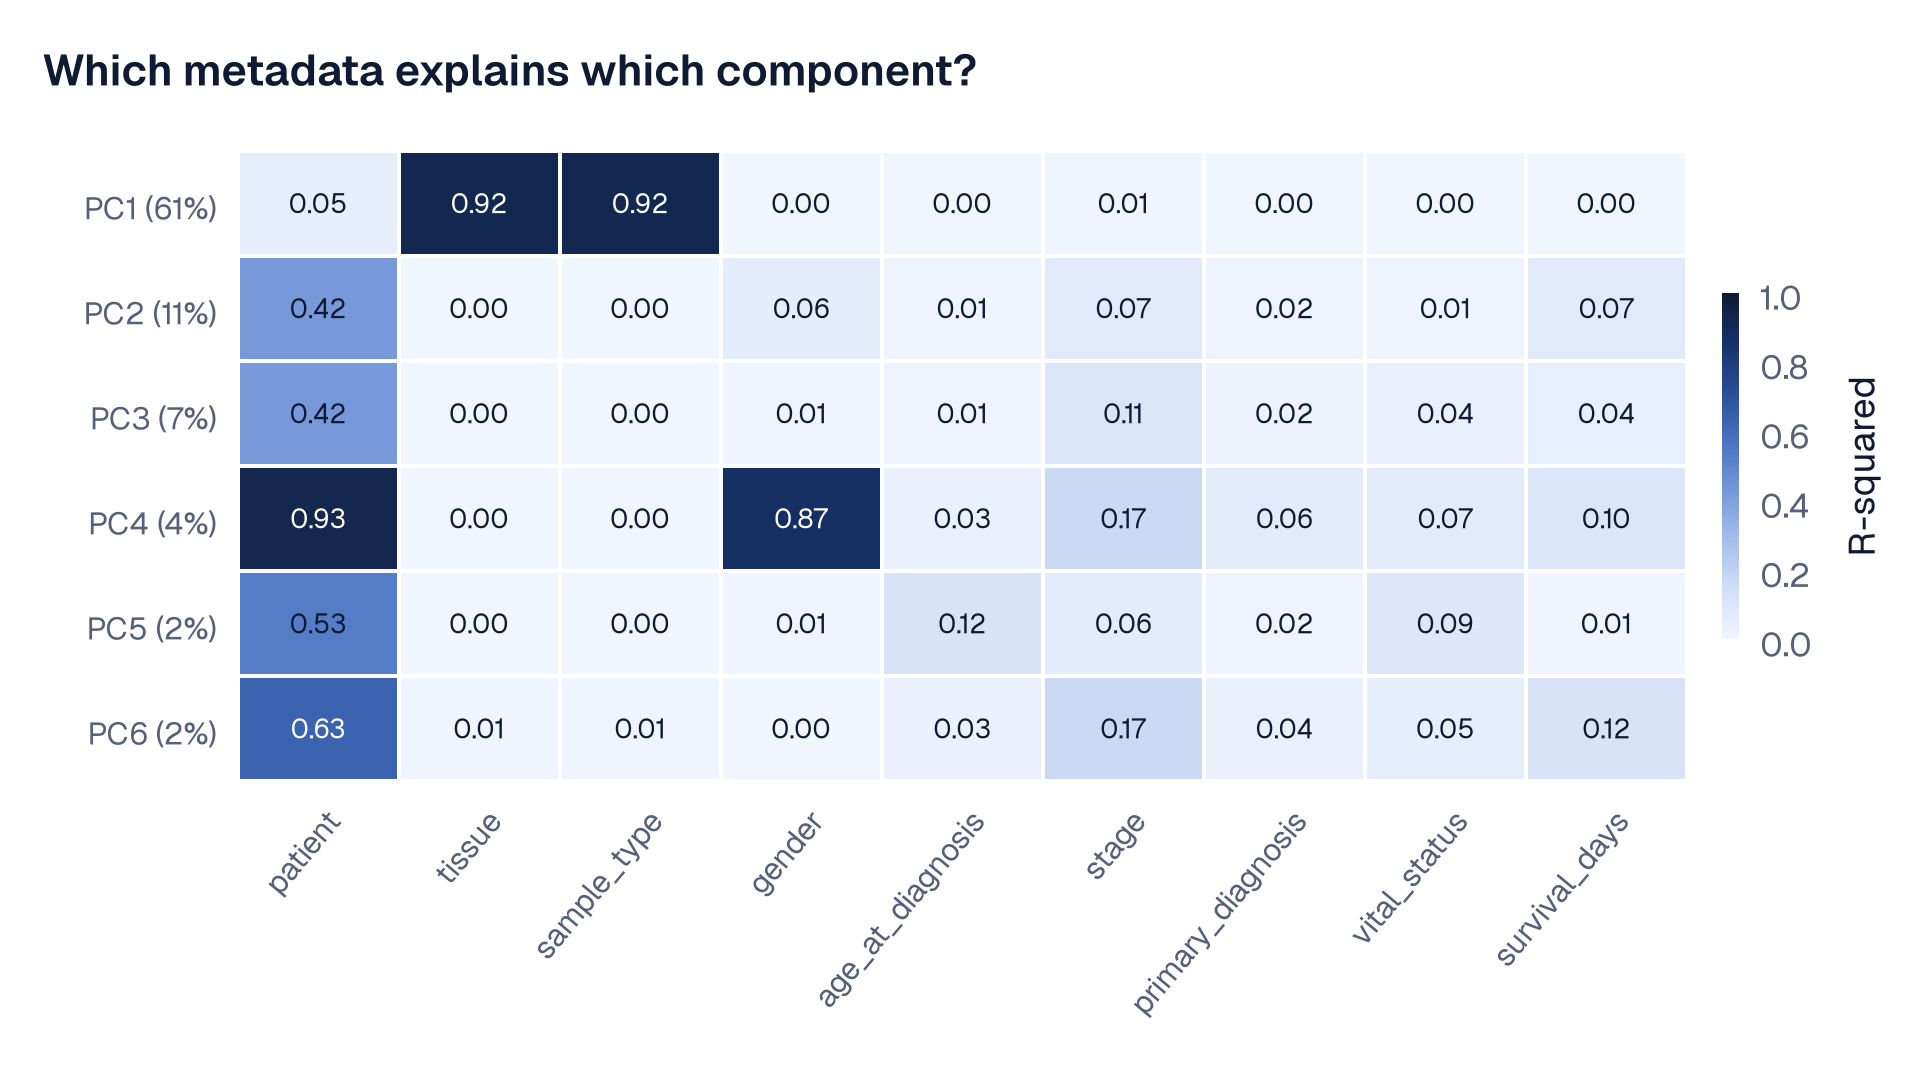 Which metadata explains which component?
PC1 (61%) 0.05 0.92 0.92 0.00 0.00 0.01 0.00 0.00 0.00
PC2 (11%) 0.42 0.00 0.00 0.06 0.01 0.07 0.02 0.01 0.07
PC3 (7%) 0.42 0.00 0.00 0.01 0.01 0.11 0.02 0.04 0.04
PC4 (4%) 0.93 0.00 0.00 0.87 0.03 0.17 0.06 0.07 0.10
PC5 (2%) 0.53 0.00 0.00 0.01 0.12 0.06 0.02 0.09 0.01
PC6 (2%) 0.63 0.01 0.01 0.00 0.03 0.17 0.04 0.05 0.12
patient
tissue
sample_type
gender
age_at_diagnosis
stage
primary_diagnosis
vital_status
survival_days
1.0
0.8
0.6
0.4
0.2
0.0
R-squared